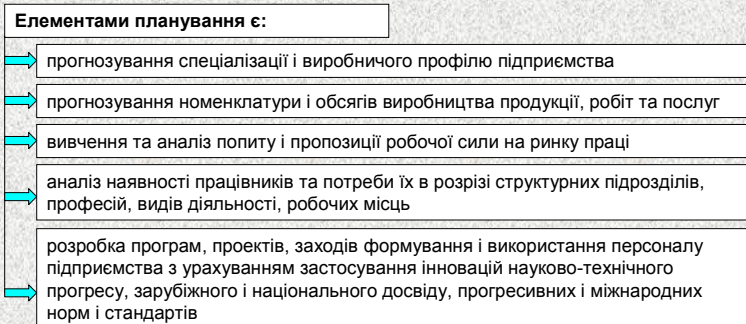 Елементами планування є:
прогнозування спеціалізації і виробничого профілю підприємства
прогнозування номенклатури і обсягів виробництва продукції, робіт та послуг
вивчення та аналіз попиту і пропозиції робочої сили на ринку праці
аналіз наявності працівників та потреби їх в розрізі структурних підрозділів,
професій, видів діяльності, робочих місць
розробка програм, проектів, заходів формування і використання персоналу
підприємства з урахуванням застосування інновацій науково-технічного
прогресу, зарубіжного і національного досвіду, прогресивних і міжнародних
норм і стандартів